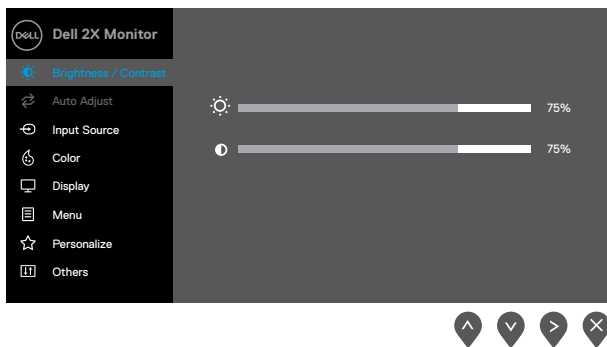 DELL Dell 2X Monitor
Brightness / Contrast
Auto Adjust
75%
Input Source
Color
75%
Display
Menu
Personalize
Others